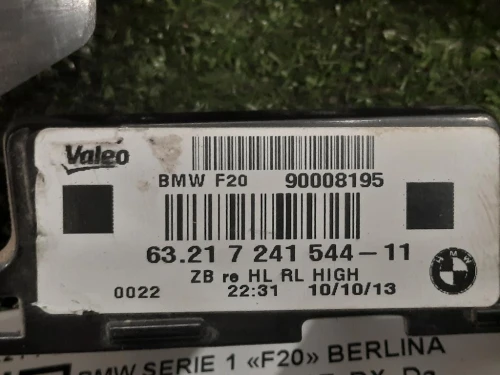 Valeo
BMW F20 90008195
63.21 7 241 544-11
ZB re HL RL HIGH
0022 22:31 10/10/13
BMW
BMW SERIE 1 «F20» BERLINA